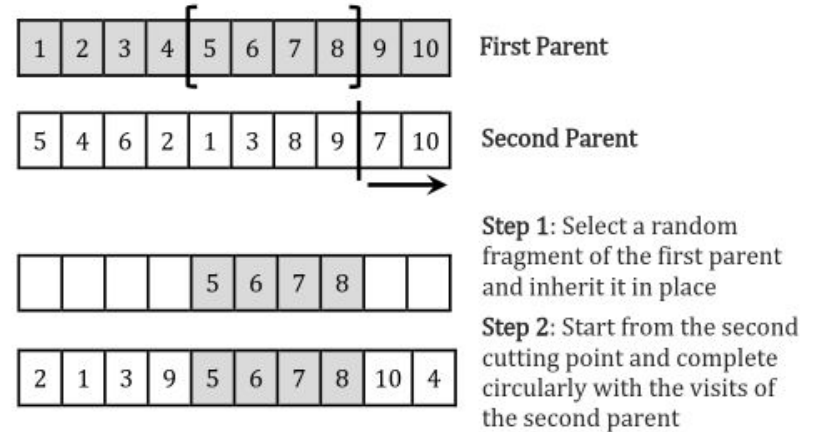 1 2 3 4 5 6 7 8 9 10 First Parent
5 4 6 2 1 3 8 9 7 10 Second Parent
Step 1: Select a random
fragment of the first parent
5 6 7 8
and inherit it in place
Step 2: Start from the second
cutting point and complete
2 1 3 9 5 6 7 8 10 4
circularly with the visits of
the second parent